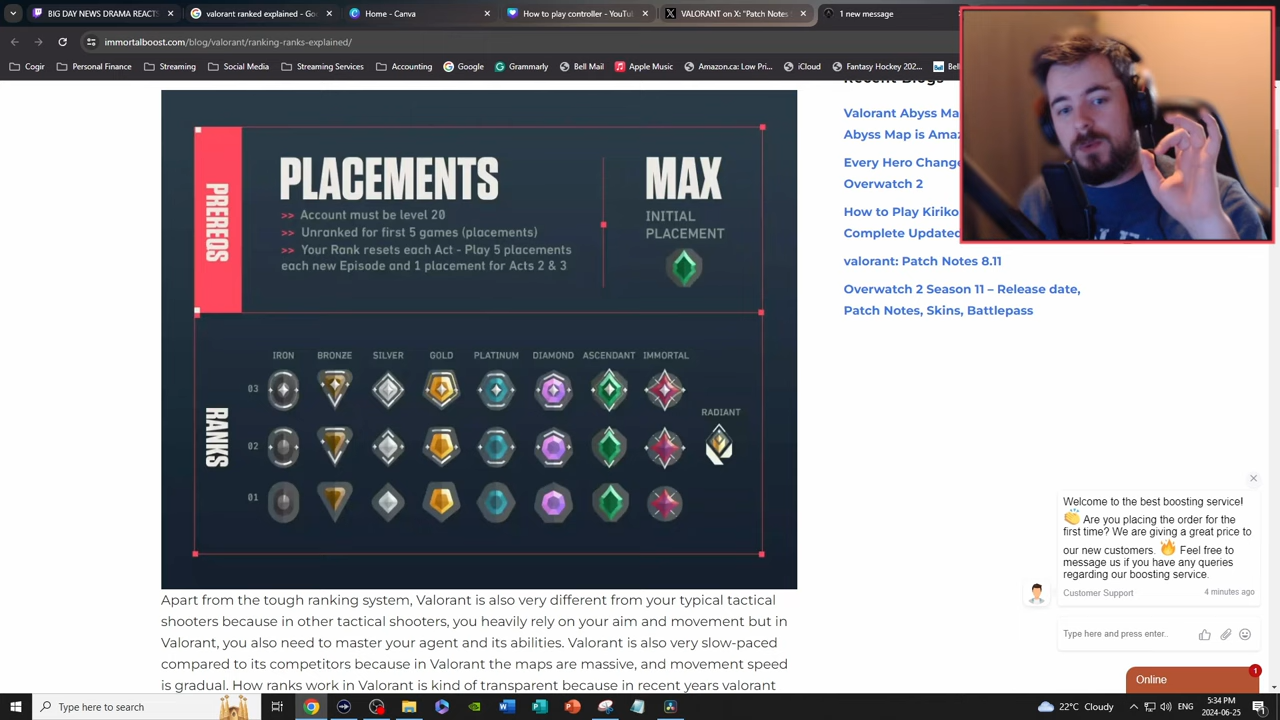 BIG DAY NEWS DRAMA REACTS
valorant ranking explained - Go
Home - Canva
How to play controller - YouTu
VALORANT on X: "Patch Notes
1 new message
immortalboost.com/blog/valorant/ranking-ranks-explained/
Cogir
Personal Finance
Streaming
Social Media
Streaming Services
Accounting
Google
Grammarly
Bell Mail
Apple Music
Amazon.ca: Low Pri...
iCloud
Fantasy Hockey 202...
Bell
PREREQS
PLACEMENTS
>> Account must be level 20
>> Unranked for first 5 games (placements)
>> Your Rank resets each Act - Play 5 placements
each new Episode and 1 placement for Acts 2 & 3
MAX
INITIAL
PLACEMENT
RANKS
IRON BRONZE SILVER GOLD PLATINUM DIAMOND ASCENDANT IMMORTAL
03
RADIANT
02
01
Apart from the tough ranking system, Valorant is also very different from your typical tactical
shooters because in other tactical shooters, you heavily rely on your aim and movement but in
Valorant, you also need to master your agent and its abilities. Valorant is also very slow-paced
compared to its competitors because in Valorant the maps are massive, and movement speed
is gradual. How ranks work in Valorant is kind of transparent because in recent years valorant
Recent Blogs
Valorant Abyss Ma
Abyss Map is Amaz
Every Hero Change
Overwatch 2
How to Play Kiriko
Complete Updated
valorant: Patch Notes 8.11
Overwatch 2 Season 11 – Release date,
Patch Notes, Skins, Battlepass
Welcome to the best boosting service!
Are you placing the order for the
first time? We are giving a great price to
our new customers. Feel free to
message us if you have any queries
regarding our boosting service.
Customer Support
4 minutes ago
Type here and press enter..
Online
1
Type here to search
22°C Cloudy
ENG
5:34 PM
2024-06-25
1